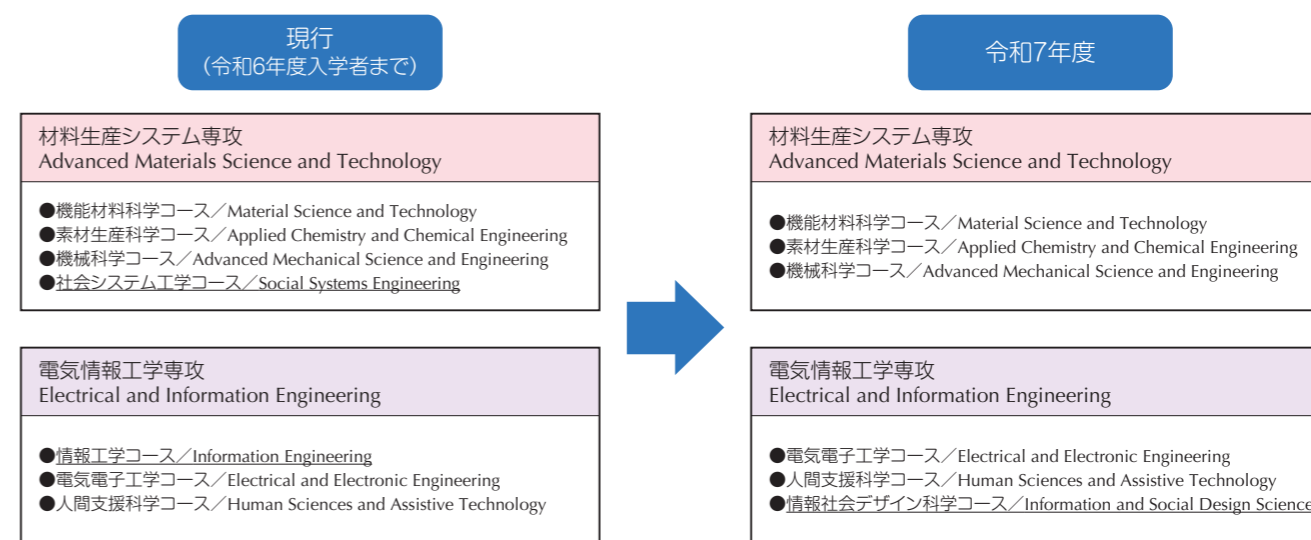 現行
（令和6年度入学者まで）
材料生産システム専攻
Advanced Materials Science and Technology
●機能材料科学コース／Material Science and Technology
●素材生産科学コース／Applied Chemistry and Chemical Engineering
●機械科学コース／Advanced Mechanical Science and Engineering
●社会システム工学コース／Social Systems Engineering
電気情報工学専攻
Electrical and Information Engineering
●情報工学コース／Information Engineering
●電気電子工学コース／Electrical and Electronic Engineering
●人間支援科学コース／Human Sciences and Assistive Technology
令和7年度
材料生産システム専攻
Advanced Materials Science and Technology
●機能材料科学コース／Material Science and Technology
●素材生産科学コース／Applied Chemistry and Chemical Engineering
●機械科学コース／Advanced Mechanical Science and Engineering
電気情報工学専攻
Electrical and Information Engineering
●電気電子工学コース／Electrical and Electronic Engineering
●人間支援科学コース／Human Sciences and Assistive Technology
●情報社会デザイン科学コース／Information and Social Design Science